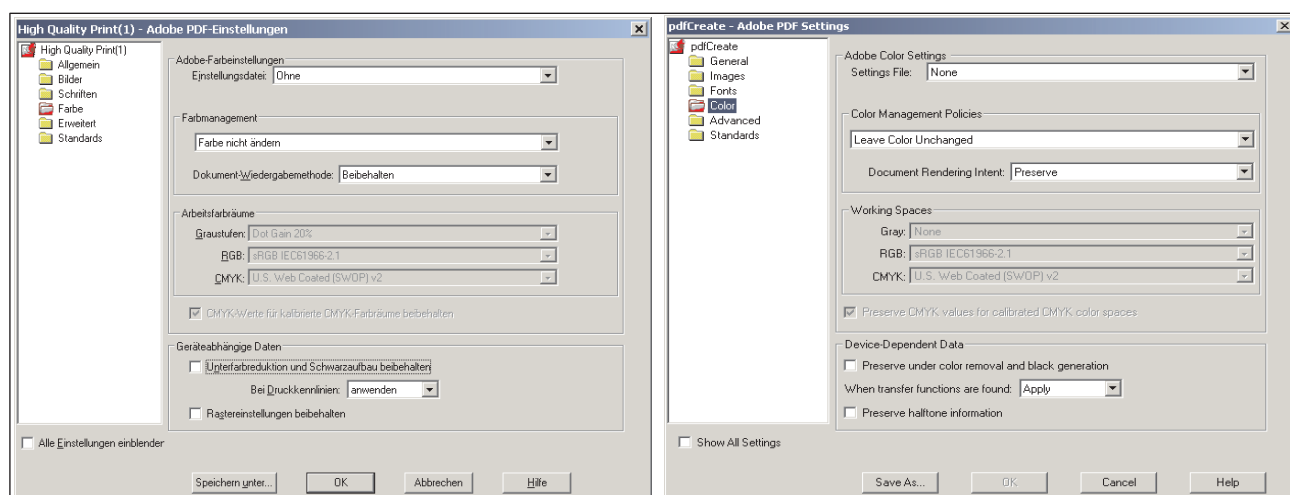 High Quality Print(1) - Adobe PDF-Einstellungen
High Quality Print(1)
Allgemein
Bilder
Schriften
Farbe
Erweitert
Standards
Adobe-Farbeinstellungen
Einstellungsdatei: Ohne
Farbmanagement
Farbe nicht ändern
Dokument-Wiedergabemethode: Beibehalten
Arbeitsfarbräume
Graustufen: Dot Gain 20%
RGB: sRGB IEC61966-2.1
CMYK: U.S. Web Coated (SWOP) v2
CMYK-Werte für kalibrierte CMYK-Farbräume beibehalten
Geräteabhängige Daten
Unterfarbreduktion und Schwarzaufbau beibehalten
Bei Druckkennlinien: anwenden
Rastereinstellungen beibehalten
Alle Einstellungen einblender
Speichern unter... OK Abbrechen Hilfe
pdfCreate - Adobe PDF Settings
pdfCreate
General
Images
Fonts
Color
Advanced
Standards
Adobe Color Settings
Settings File: None
Color Management Policies
Leave Color Unchanged
Document Rendering Intent: Preserve
Working Spaces
Gray: None
RGB: sRGB IEC61966-2.1
CMYK: U.S. Web Coated (SWOP) v2
Preserve CMYK values for calibrated CMYK color spaces
Device-Dependent Data
Preserve under color removal and black generation
When transfer functions are found: Apply
Preserve halftone information
Show All Settings
Save As... OK Cancel Help